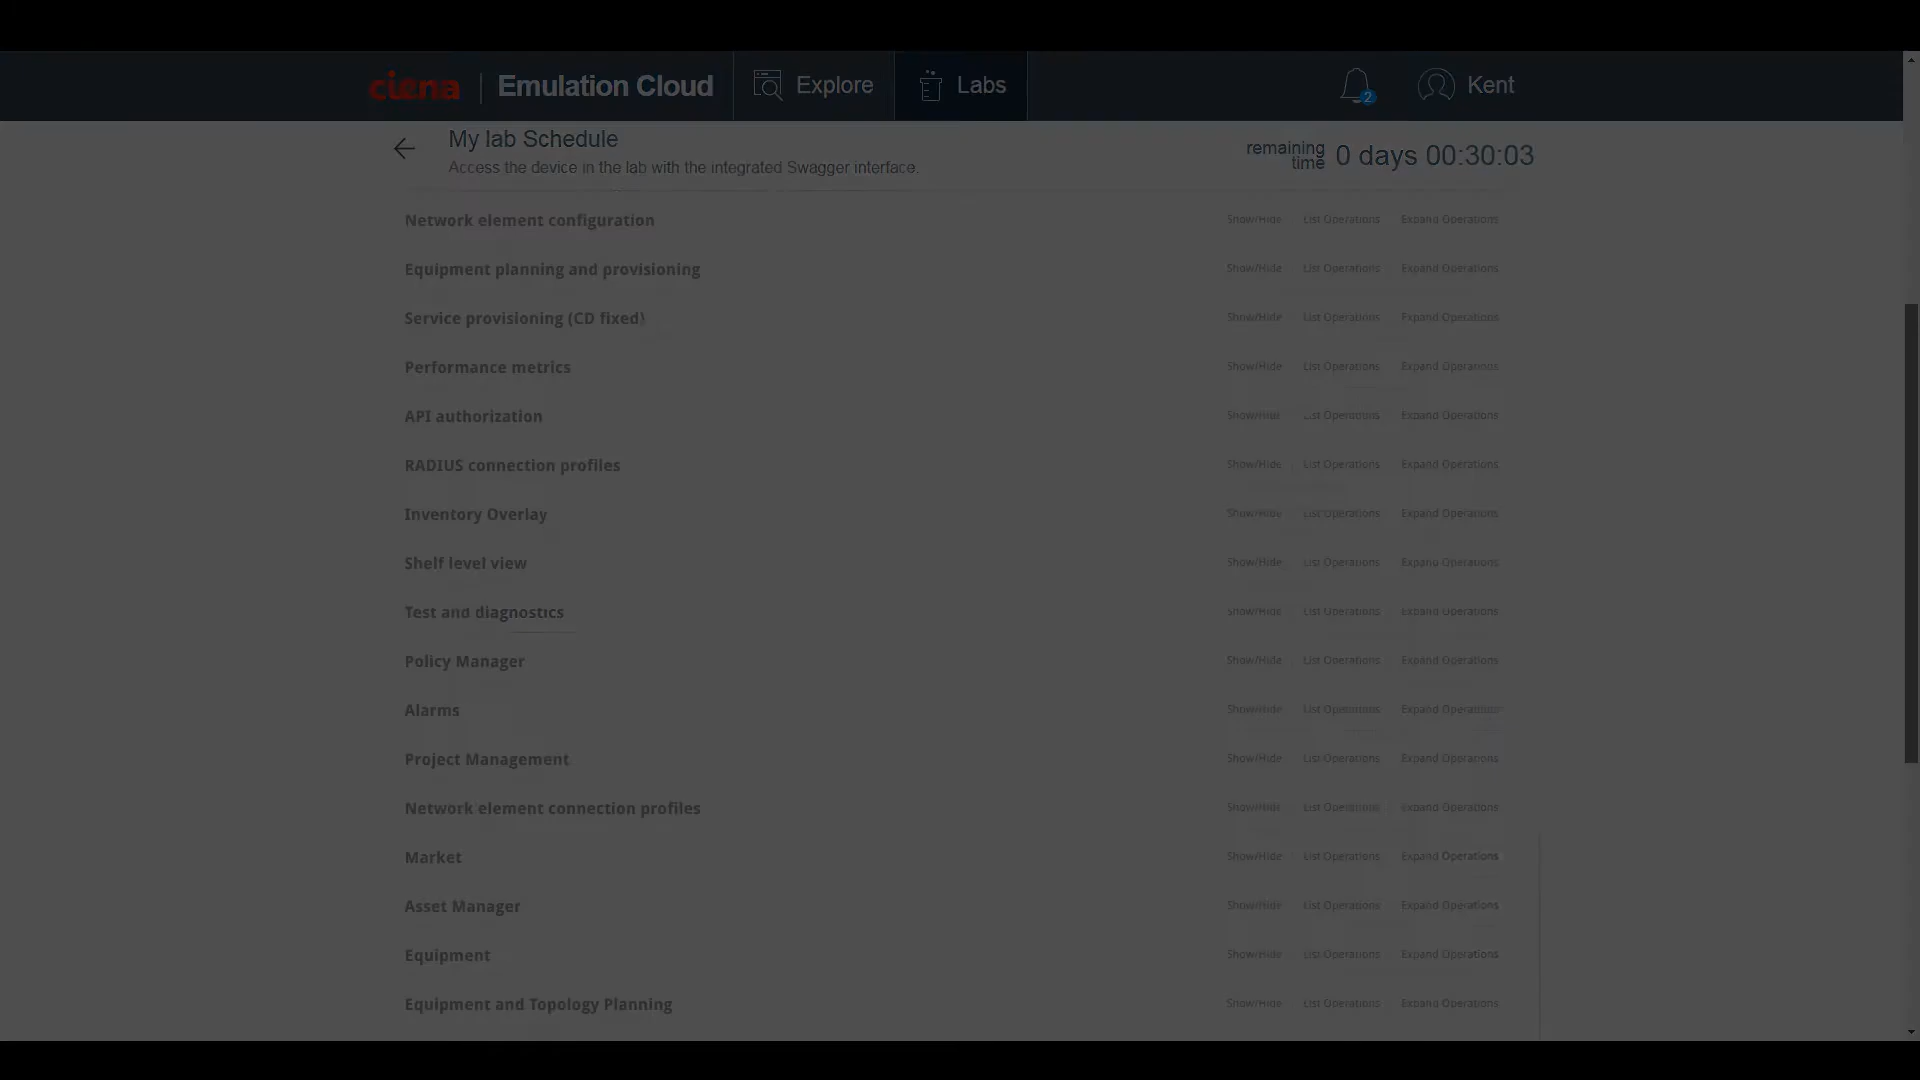 ciena | Emulation Cloud Explore Labs 2 Kent
My lab Schedule
Access the device in the lab with the integrated Swagger interface.
remaining time 0 days 00:30:03
Network element configuration Show/Hide List Operations Expand Operations
Equipment planning and provisioning Show/Hide List Operations Expand Operations
Service provisioning (CD fixed) Show/Hide List Operations Expand Operations
Performance metrics Show/Hide List Operations Expand Operations
API authorization Show/Hide List Operations Expand Operations
RADIUS connection profiles Show/Hide List Operations Expand Operations
Inventory Overlay Show/Hide List Operations Expand Operations
Shelf level view Show/Hide List Operations Expand Operations
Test and diagnostics Show/Hide List Operations Expand Operations
Policy Manager Show/Hide List Operations Expand Operations
Alarms Show/Hide List Operations Expand Operations
Project Management Show/Hide List Operations Expand Operations
Network element connection profiles Show/Hide List Operations Expand Operations
Market Show/Hide List Operations Expand Operations
Asset Manager Show/Hide List Operations Expand Operations
Equipment Show/Hide List Operations Expand Operations
Equipment and Topology Planning Show/Hide List Operations Expand Operations